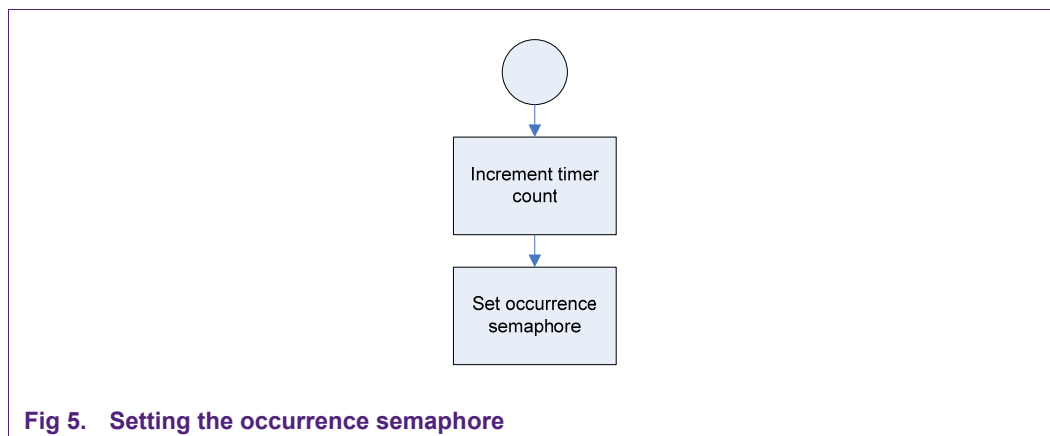 Increment timer
count
Set occurrence
semaphore
Fig 5. Setting the occurrence semaphore